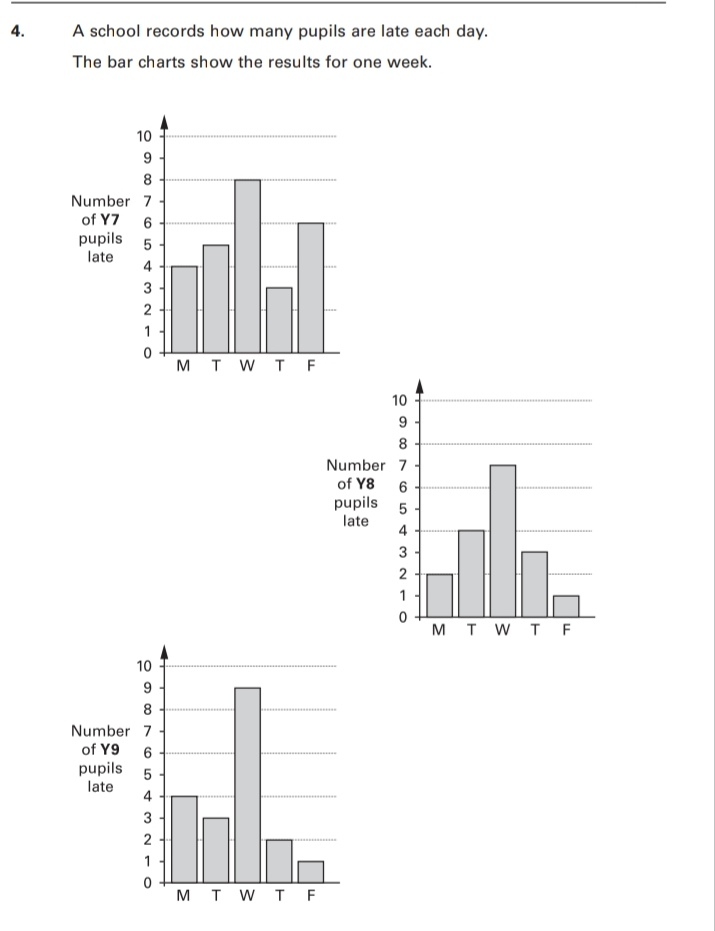 4. A school records how many pupils are late each day.
The bar charts show the results for one week.
10
9
8
Number 7
of Y7 6
pupils 5
late 4
3
2
1
0
M T W T F
10
9
8
Number 7
of Y8 6
pupils 5
late 4
3
2
1
0
M T W T F
10
9
8
Number 7
of Y9 6
pupils 5
late 4
3
2
1
0
M T W T F